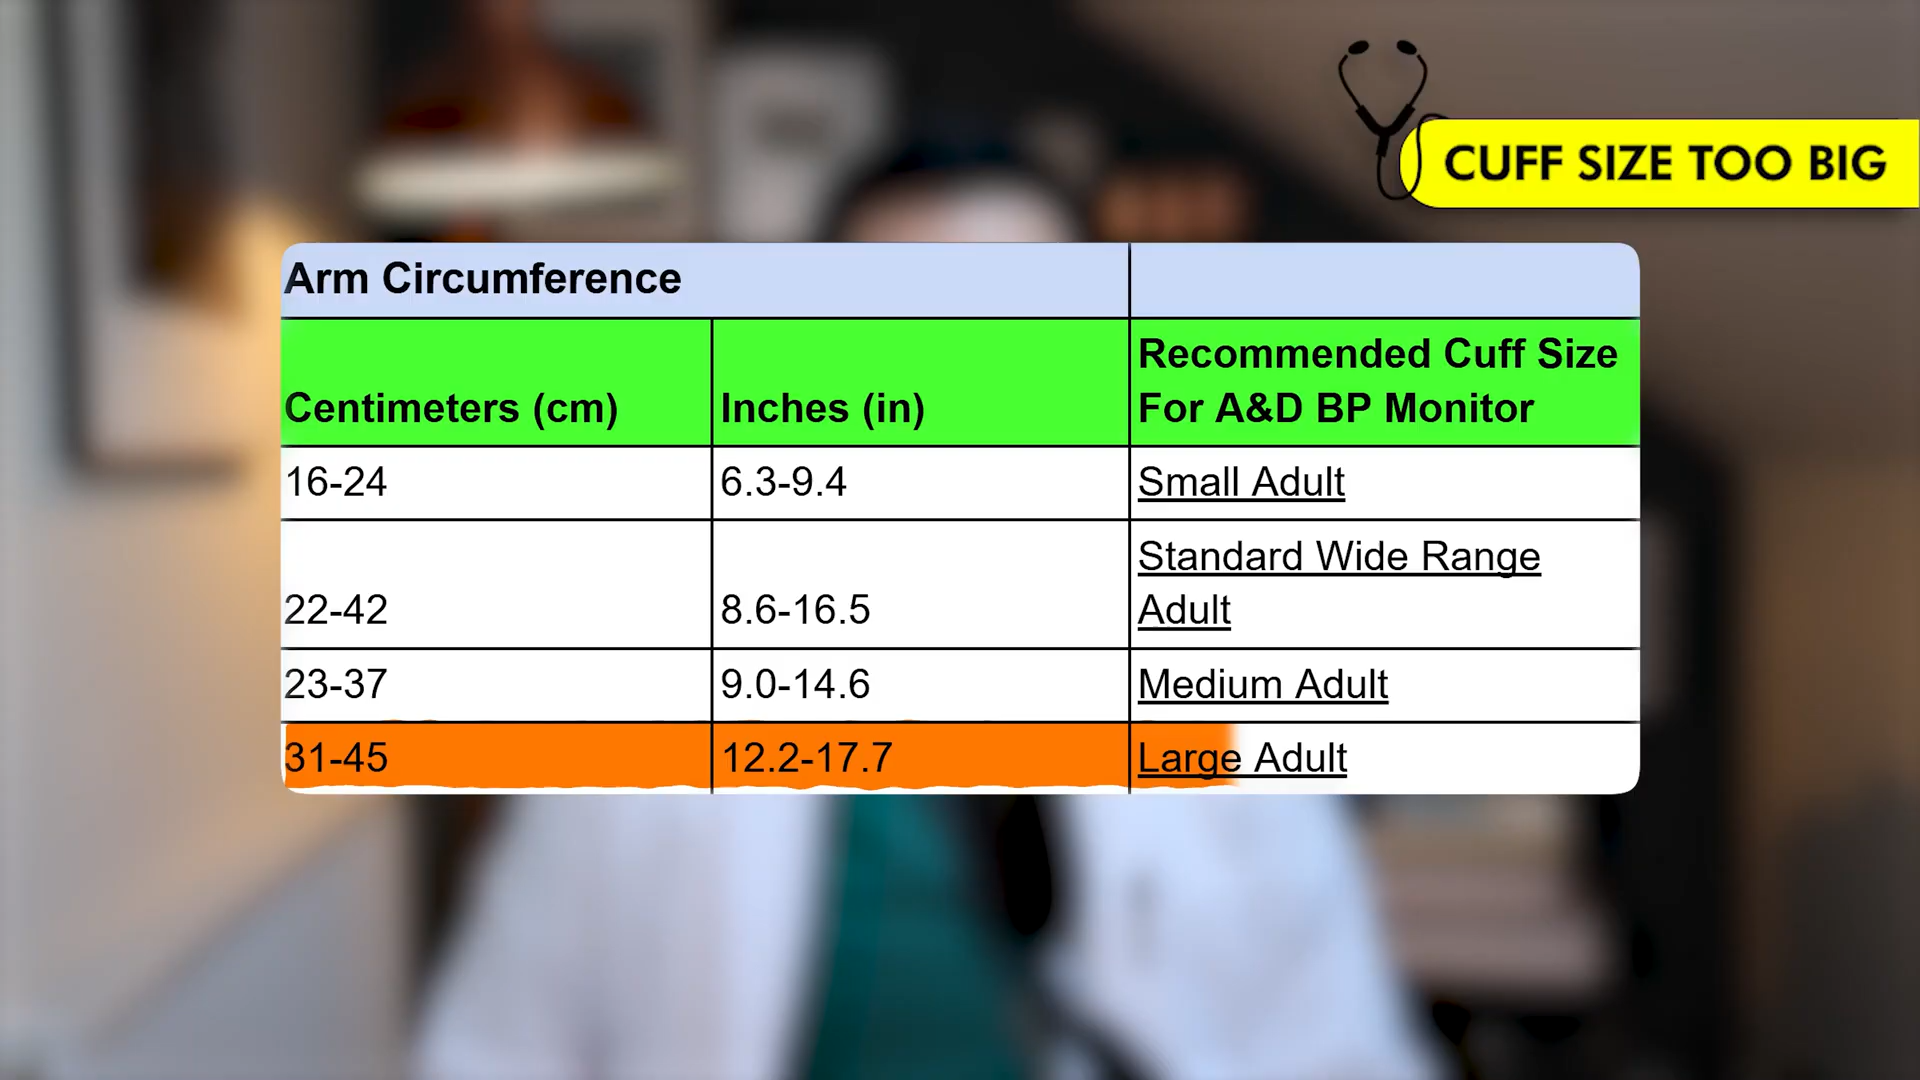 CUFF SIZE TOO BIG
Arm Circumference
Centimeters (cm) Inches (in) Recommended Cuff Size
For A&D BP Monitor
16-24 6.3-9.4 Small Adult
22-42 8.6-16.5 Standard Wide Range
Adult
23-37 9.0-14.6 Medium Adult
31-45 12.2-17.7 Large Adult